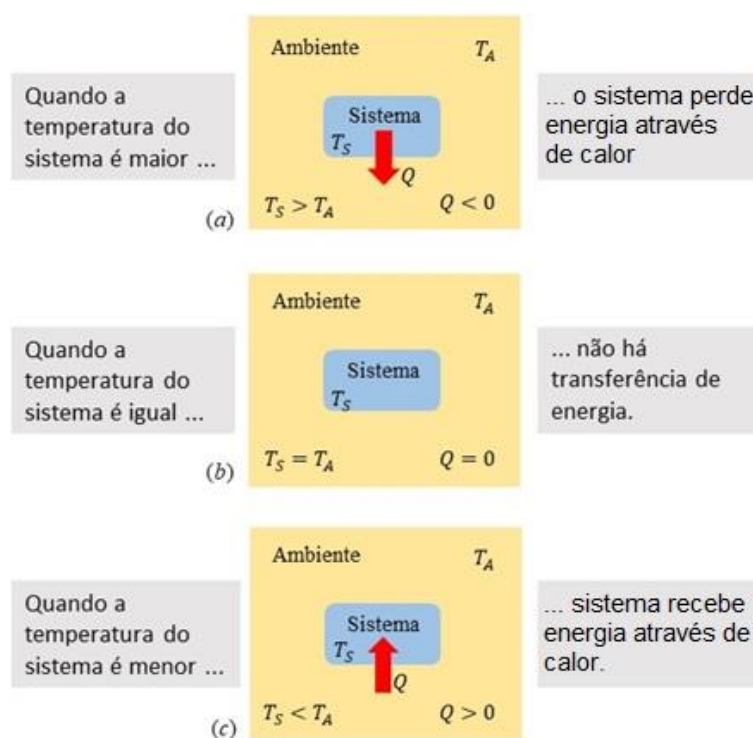 Quando a
temperatura do
sistema é maior ...
Ambiente T_A
Sistema
T_S
Q
T_S > T_A Q < 0
(a)
... o sistema perde
energia através
de calor
Quando a
temperatura do
sistema é igual ...
Ambiente T_A
Sistema
T_S
T_S = T_A Q = 0
(b)
... não há
transferência de
energia.
Quando a
temperatura do
sistema é menor ...
Ambiente T_A
Sistema
T_S
Q
T_S < T_A Q > 0
(c)
... sistema recebe
energia através de
calor.